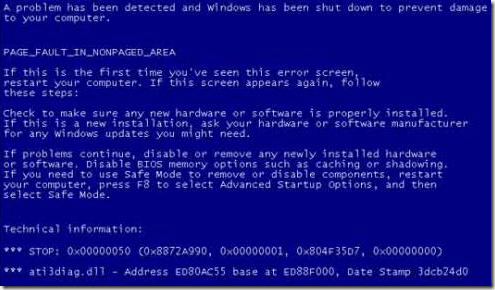 A problem has been detected and Windows has been shut down to prevent damage
to your computer.
PAGE_FAULT_IN_NONPAGED_AREA
If this is the first time you've seen this error screen,
restart your computer. If this screen appears again, follow
these steps:
Check to make sure any new hardware or software is properly installed.
If this is a new installation, ask your hardware or software manufacturer
for any Windows updates you might need.
If problems continue, disable or remove any newly installed hardware
or software. Disable BIOS memory options such as caching or shadowing.
If you need to use Safe Mode to remove or disable components, restart
your computer, press F8 to select Advanced Startup Options, and then
select Safe Mode.
Technical information:
*** STOP: 0x00000050 (0x8872A990, 0x00000001, 0x804F35D7, 0x00000000)
*** ati3diag.dll - Address ED80AC55 base at ED88F000, Date Stamp 3dcb24d0